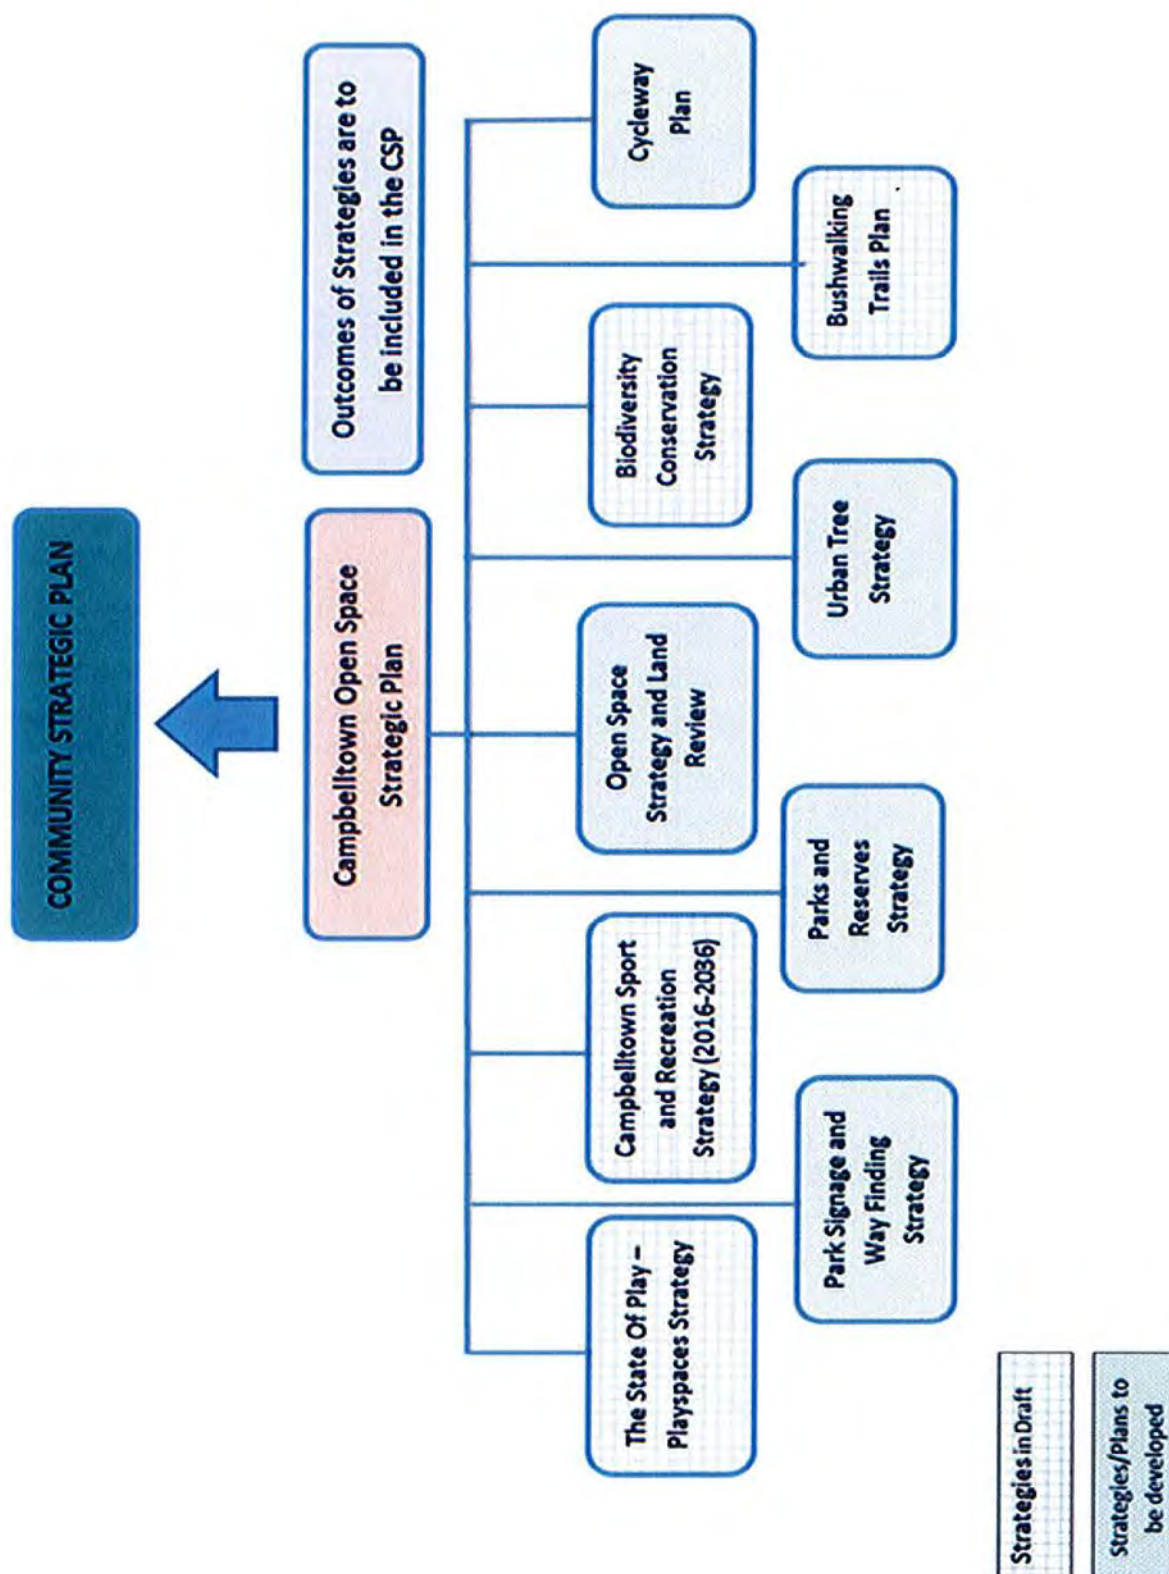 COMMUNITY STRATEGIC PLAN
Campbelltown Open Space
Strategic Plan
Outcomes of Strategies are to
be included in the CSP
The State Of Play –
Playspaces Strategy
Campbelltown Sport
and Recreation
Strategy (2016-2036)
Open Space
Strategy and Land
Review
Biodiversity
Conservation
Strategy
Cycleway
Plan
Park Signage and
Way Finding
Strategy
Parks and
Reserves
Strategy
Urban Tree
Strategy
Bushwalking
Trails Plan
Strategies in Draft
Strategies/Plans to
be developed